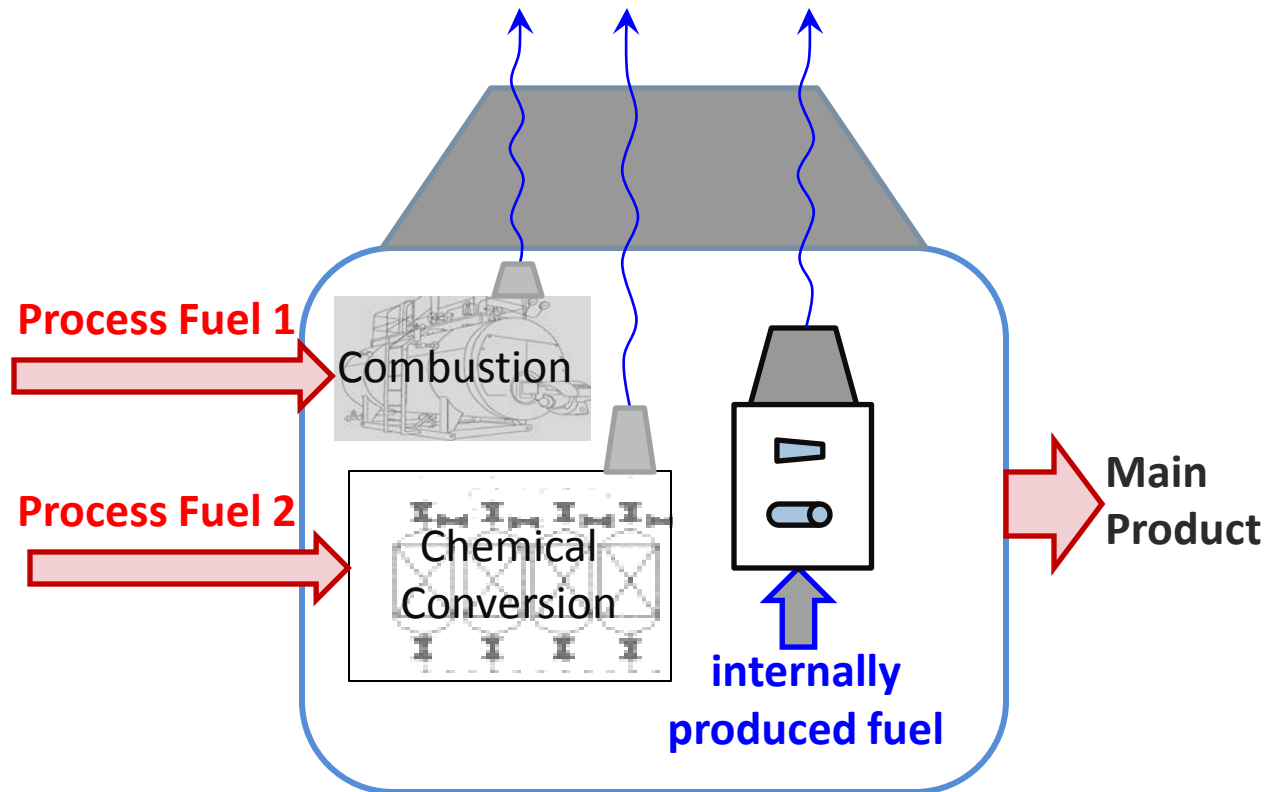 Process Fuel 1
Combustion
Process Fuel 2
Chemical
Conversion
Main
Product
internally
produced fuel